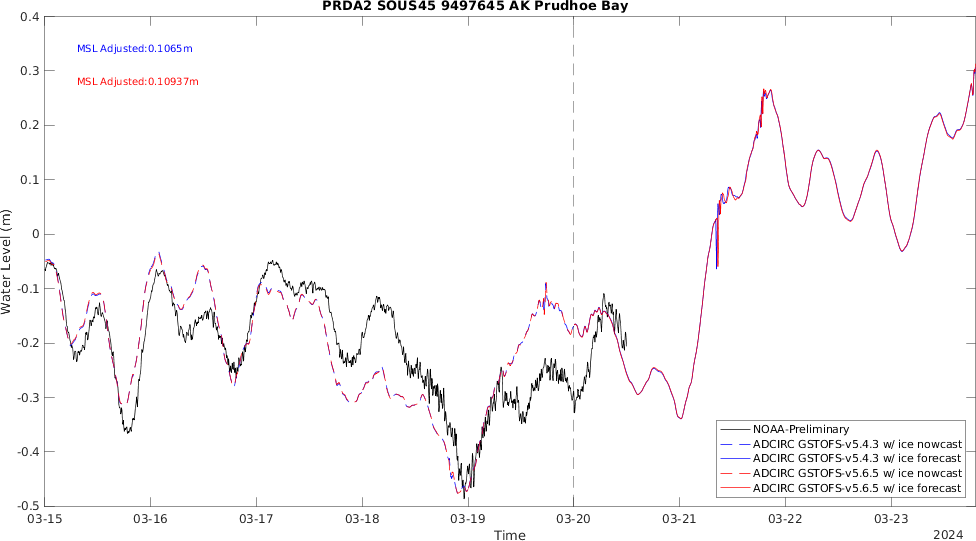 PRDA2 SOUS45 9497645 AK Prudhoe Bay
0.4
MSL Adjusted:0.1065m
0.3
MSL Adjusted:0.10937m
0.2
0.1
0
Water Level (m)
-0.1
-0.2
-0.3
-0.4
-0.5
NOAA-Preliminary
ADCIRC GSTOFS-v5.4.3 w/ ice nowcast
ADCIRC GSTOFS-v5.4.3 w/ ice forecast
ADCIRC GSTOFS-v5.6.5 w/ ice nowcast
ADCIRC GSTOFS-v5.6.5 w/ ice forecast
03-15 03-16 03-17 03-18 03-19 03-20 03-21 03-22 03-23
Time
2024